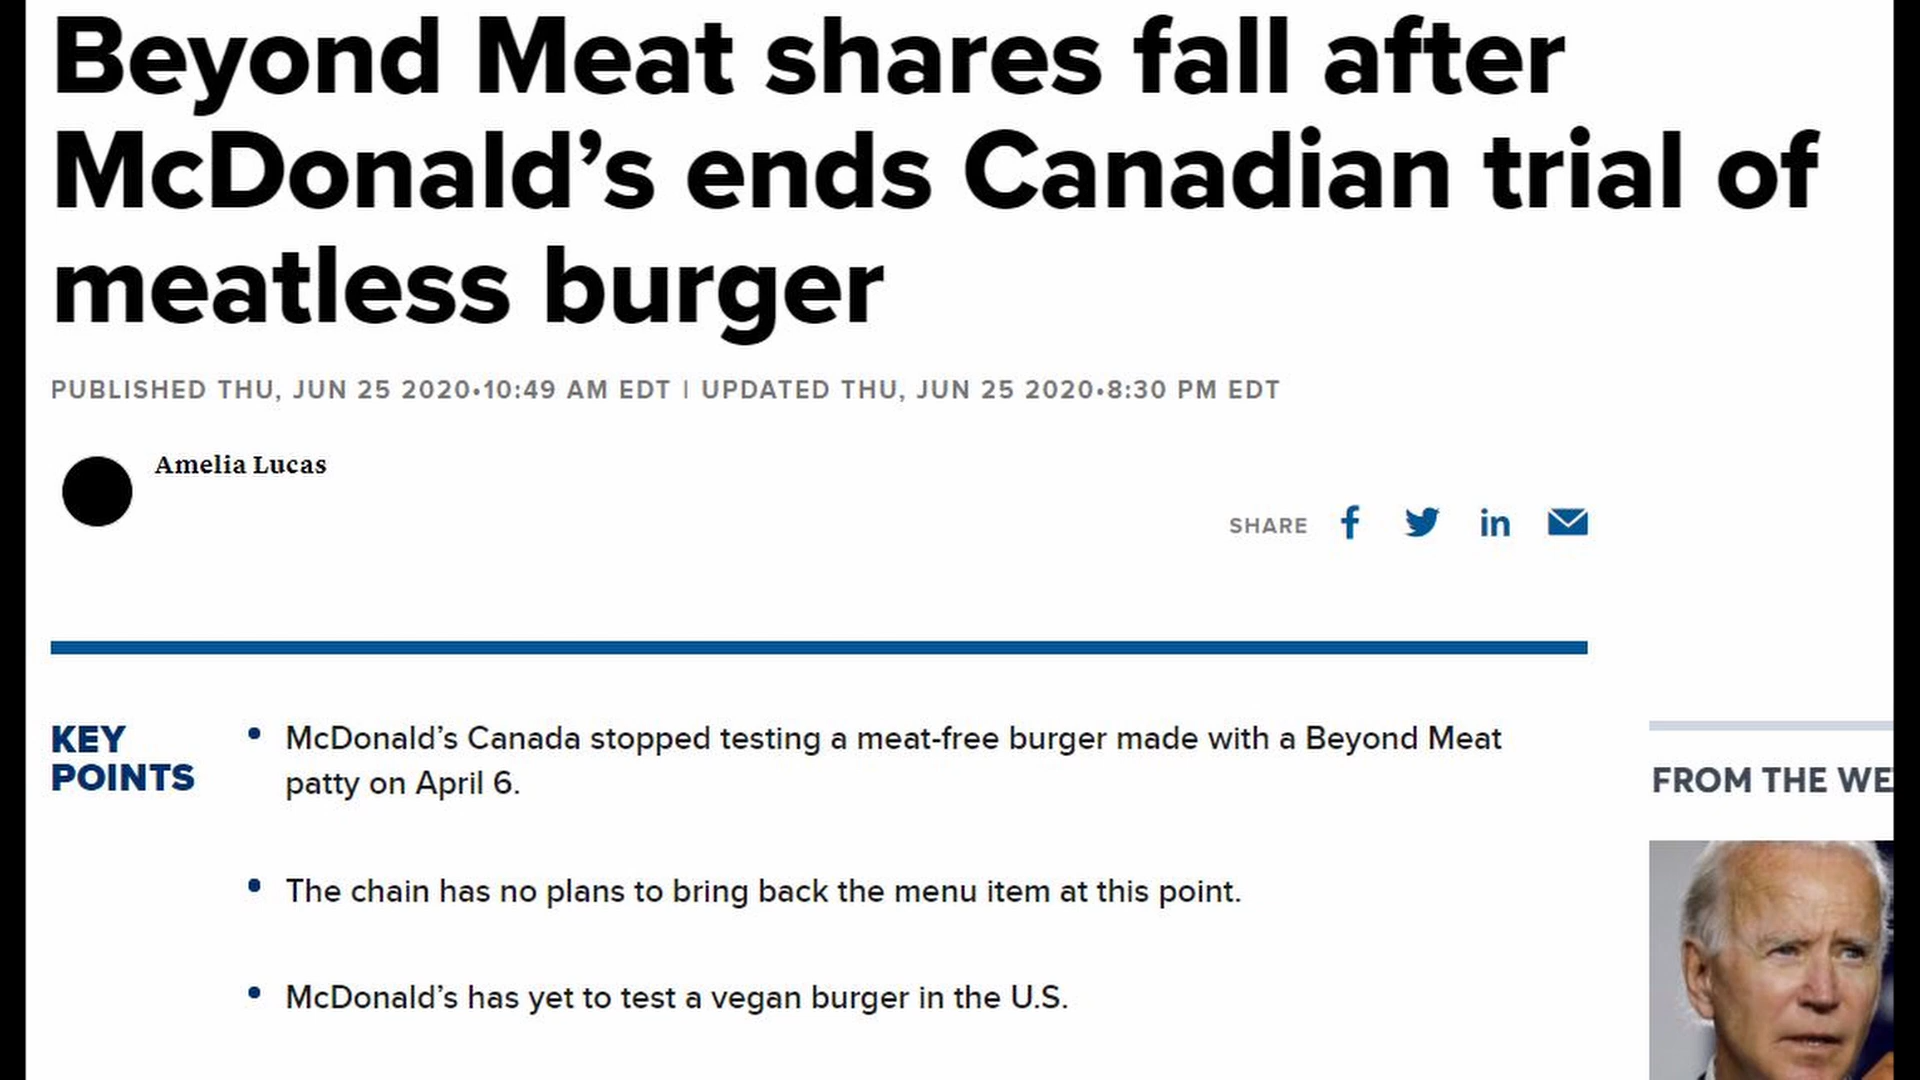 Beyond Meat shares fall after
McDonald’s ends Canadian trial of
meatless burger
PUBLISHED THU, JUN 25 2020•10:49 AM EDT | UPDATED THU, JUN 25 2020•8:30 PM EDT
Amelia Lucas
SHARE
KEY
POINTS
• McDonald’s Canada stopped testing a meat-free burger made with a Beyond Meat
patty on April 6.
• The chain has no plans to bring back the menu item at this point.
• McDonald’s has yet to test a vegan burger in the U.S.
FROM THE WE